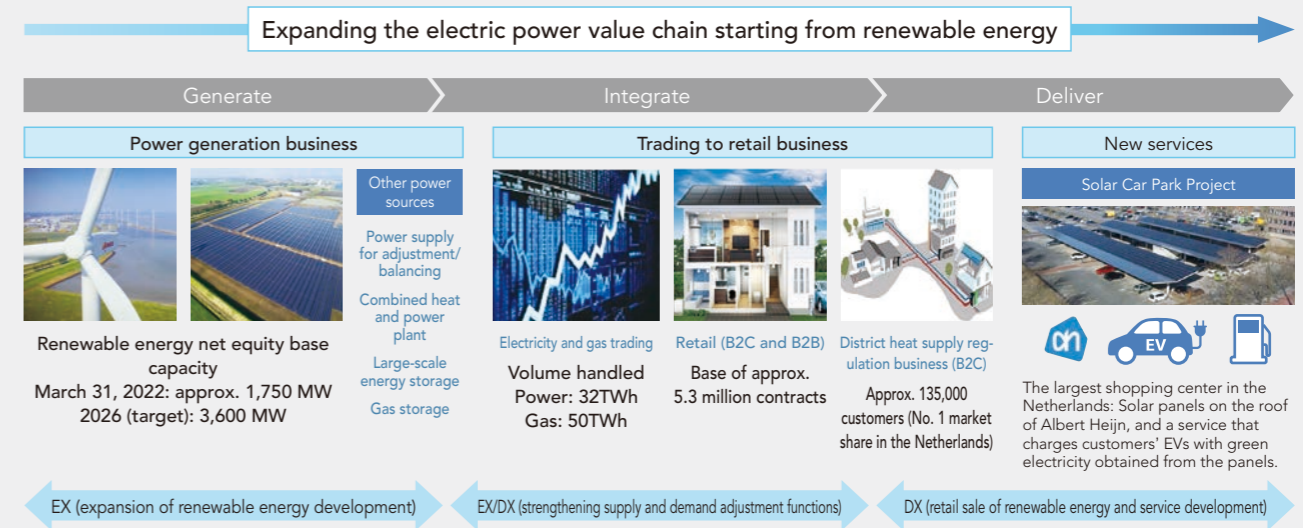 Expanding the electric power value chain starting from renewable energy
Generate
Integrate
Deliver
Power generation business
Trading to retail business
New services
Other power
sources
Power supply
for adjustment/
balancing
Combined heat
and power
plant
Large-scale
energy storage
Gas storage
Renewable energy net equity base
capacity
March 31, 2022: approx. 1,750 MW
2026 (target): 3,600 MW
Electricity and gas trading
Volume handled
Power: 32TWh
Gas: 50TWh
Retail (B2C and B2B)
Base of approx.
5.3 million contracts
District heat supply reg-
ulation business (B2C)
Approx. 135,000
customers (No. 1 market
share in the Netherlands)
Solar Car Park Project
ah
EV
The largest shopping center in the
Netherlands: Solar panels on the roof
of Albert Heijn, and a service that
charges customers' EVs with green
electricity obtained from the panels.
EX (expansion of renewable energy development)
EX/DX (strengthening supply and demand adjustment functions)
DX (retail sale of renewable energy and service development)